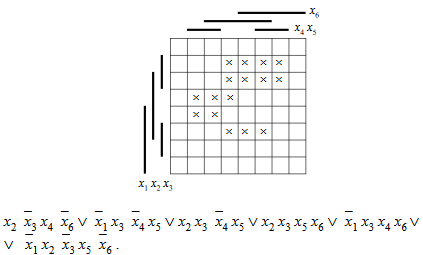 x₆
x₄ x₅
x₁ x₂ x₃
x₂ x̄₃ x₄ x̄₆ ∨ x̄₁ x₃ x̄₄ x₅ ∨ x₂ x₃ x̄₄ x₅ ∨ x₂ x₃ x₅ x₆ ∨ x̄₁ x₃ x₄ x₆ ∨
∨ x̄₁ x₂ x̄₃ x₅ x̄₆ .